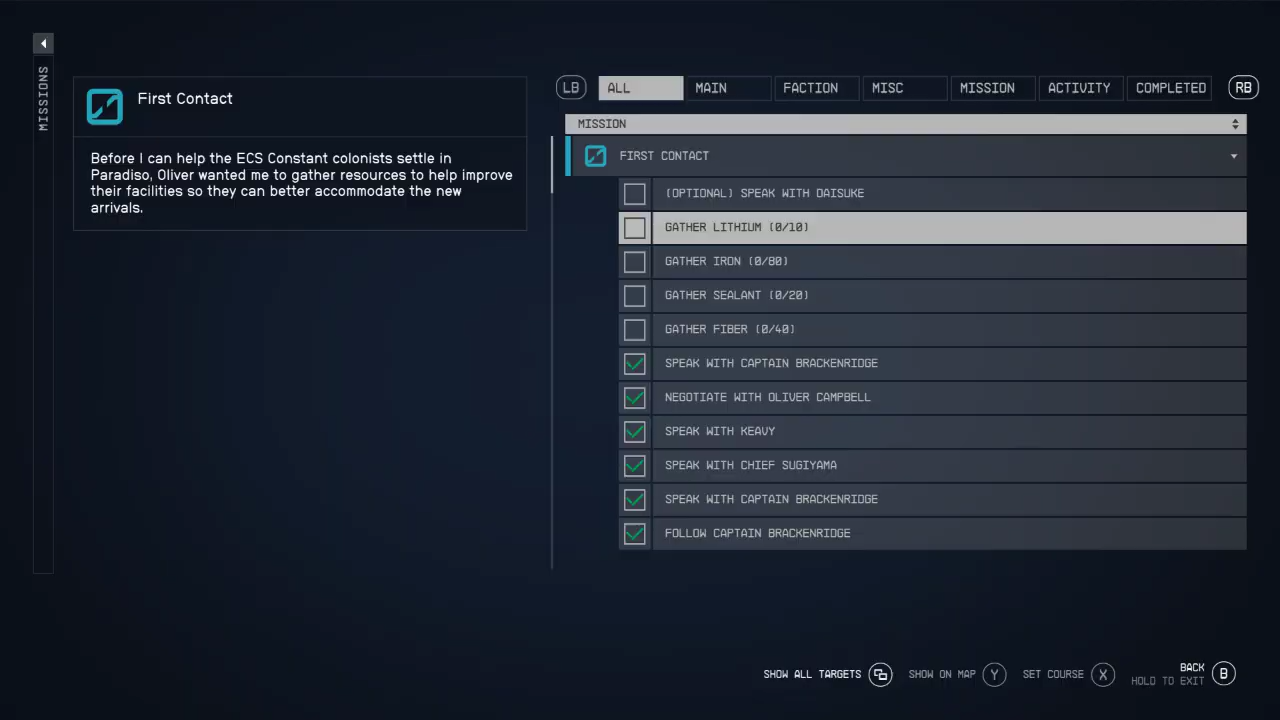 MISSIONS
First Contact
Before I can help the ECS Constant colonists settle in
Paradiso, Oliver wanted me to gather resources to help improve
their facilities so they can better accommodate the new
arrivals.
LB ALL MAIN FACTION MISC MISSION ACTIVITY COMPLETED RB
MISSION
FIRST CONTACT
(OPTIONAL) SPEAK WITH DAISUKE
GATHER LITHIUM (0/10)
GATHER IRON (0/80)
GATHER SEALANT (0/20)
GATHER FIBER (0/40)
SPEAK WITH CAPTAIN BRACKENRIDGE
NEGOTIATE WITH OLIVER CAMPBELL
SPEAK WITH KEAVY
SPEAK WITH CHIEF SUGIYAMA
SPEAK WITH CAPTAIN BRACKENRIDGE
FOLLOW CAPTAIN BRACKENRIDGE
SHOW ALL TARGETS SHOW ON MAP Y SET COURSE X BACK B
HOLD TO EXIT